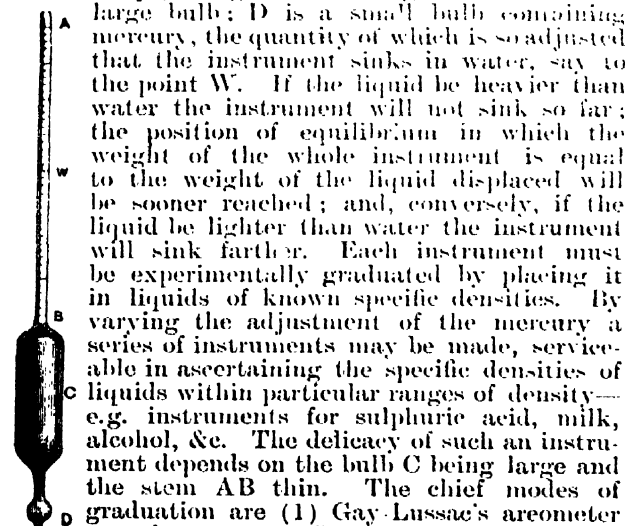 A
large bulb; D is a small bulb containing
mercury, the quantity of which is so adjusted
that the instrument sinks in water, say to
the point W. If the liquid be heavier than
water the instrument will not sink so far;
the position of equilibrium in which the
W
weight of the whole instrument is equal
to the weight of the liquid displaced will
be sooner reached; and, conversely, if the
liquid be lighter than water the instrument
will sink farther. Each instrument must
be experimentally graduated by placing it
in liquids of known specific densities. By
B
varying the adjustment of the mercury a
series of instruments may be made, service-
able in ascertaining the specific densities of
C
liquids within particular ranges of density—
e.g. instruments for sulphuric acid, milk,
alcohol, &c. The delicacy of such an instru-
ment depends on the bulb C being large and
the stem AB thin. The chief modes of
D
graduation are (1) Gay-Lussac's areometer